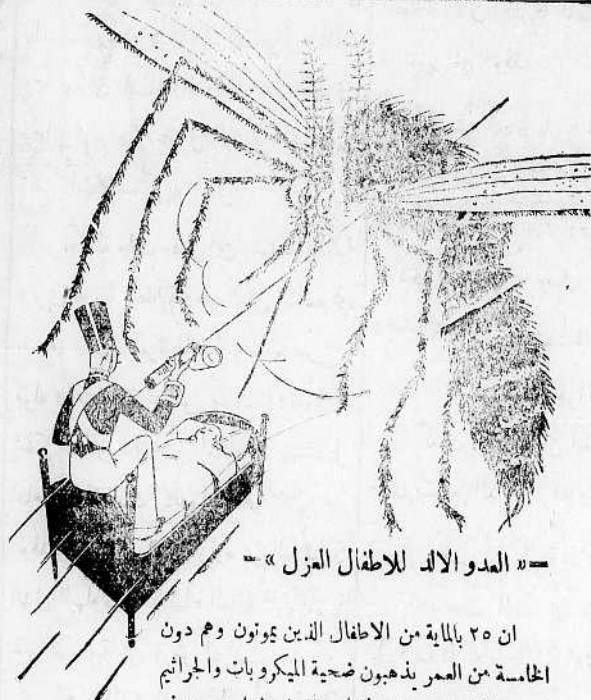 «العدو الالد للاطفال العزل»
ان ٢٥ بالماية من الاطفال الذين يموتون وهم دون
الخامسة من العمر يذهبون ضحية الميكروبات والجراثيم